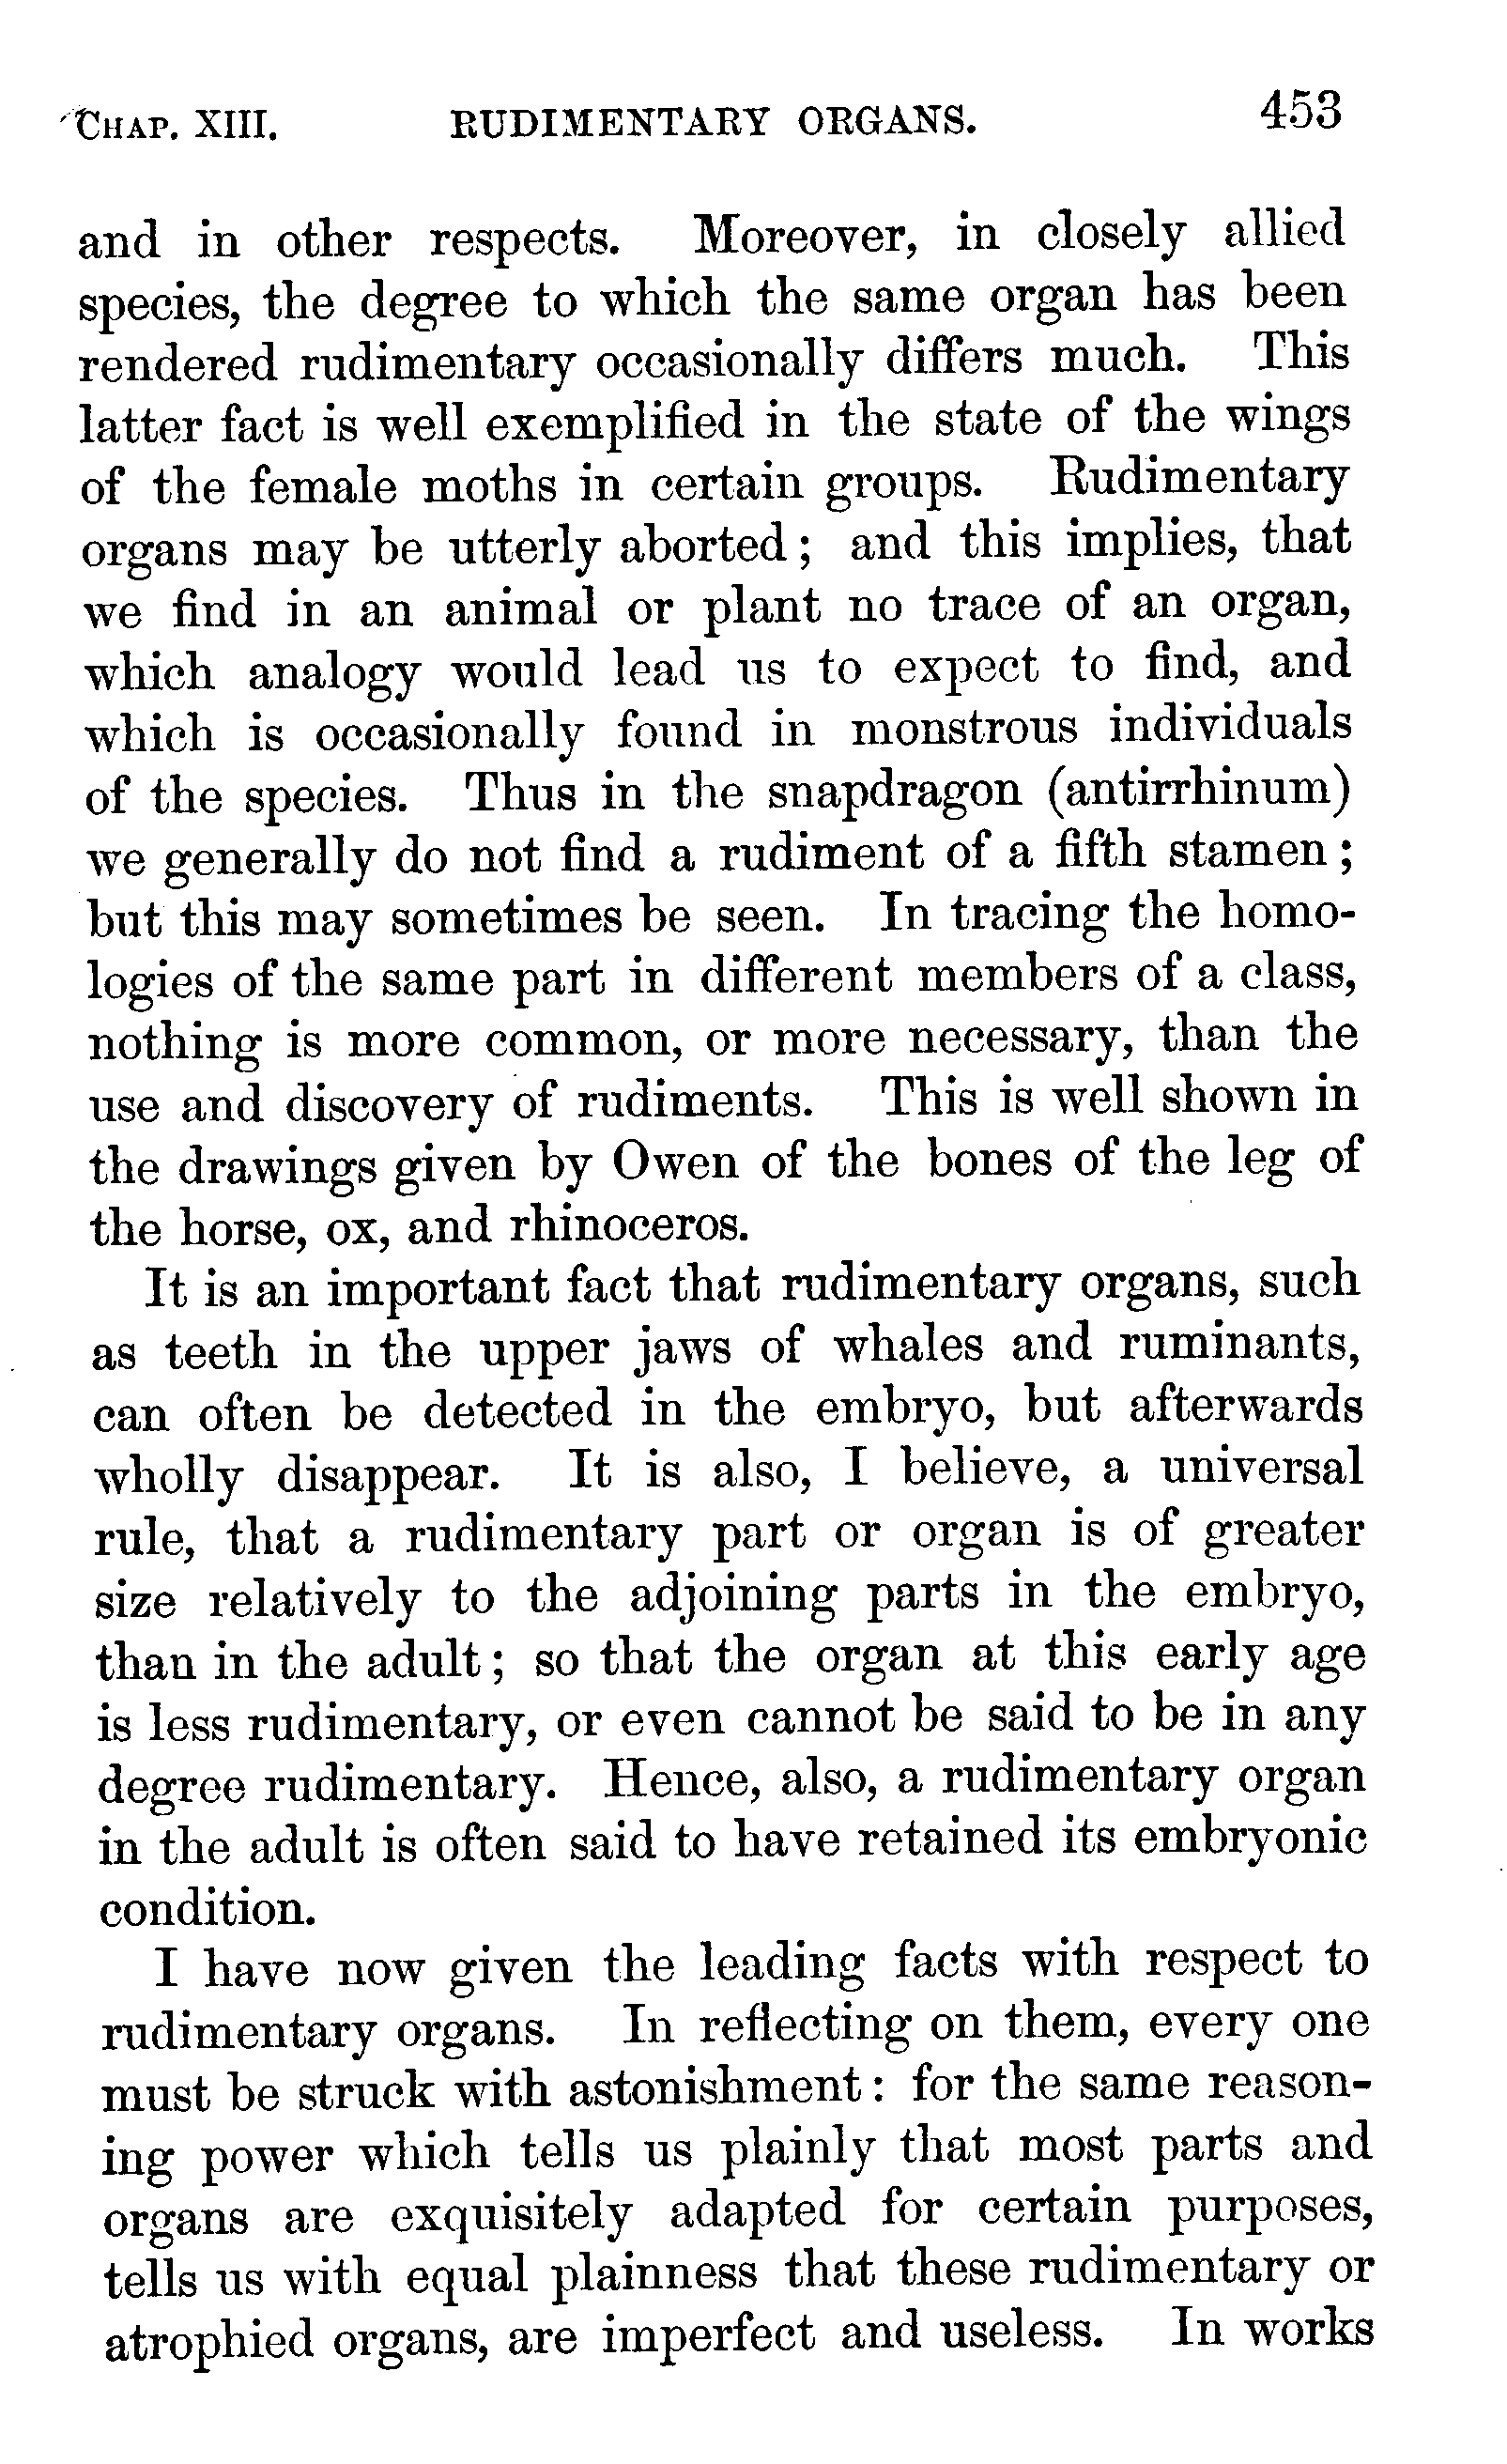 CHAP. XIII. RUDIMENTARY ORGANS. 453
and in other respects. Moreover, in closely allied
species, the degree to which the same organ has been
rendered rudimentary occasionally differs much. This
latter fact is well exemplified in the state of the wings
of the female moths in certain groups. Rudimentary
organs may be utterly aborted; and this implies, that
we find in an animal or plant no trace of an organ,
which analogy would lead us to expect to find, and
which is occasionally found in monstrous individuals
of the species. Thus in the snapdragon (antirrhinum)
we generally do not find a rudiment of a fifth stamen;
but this may sometimes be seen. In tracing the homo-
logies of the same part in different members of a class,
nothing is more common, or more necessary, than the
use and discovery of rudiments. This is well shown in
the drawings given by Owen of the bones of the leg of
the horse, ox, and rhinoceros.
It is an important fact that rudimentary organs, such
as teeth in the upper jaws of whales and ruminants,
can often be detected in the embryo, but afterwards
wholly disappear. It is also, I believe, a universal
rule, that a rudimentary part or organ is of greater
size relatively to the adjoining parts in the embryo,
than in the adult; so that the organ at this early age
is less rudimentary, or even cannot be said to be in any
degree rudimentary. Hence, also, a rudimentary organ
in the adult is often said to have retained its embryonic
condition.
I have now given the leading facts with respect to
rudimentary organs. In reflecting on them, every one
must be struck with astonishment: for the same reason-
ing power which tells us plainly that most parts and
organs are exquisitely adapted for certain purposes,
tells us with equal plainness that these rudimentary or
atrophied organs, are imperfect and useless. In works